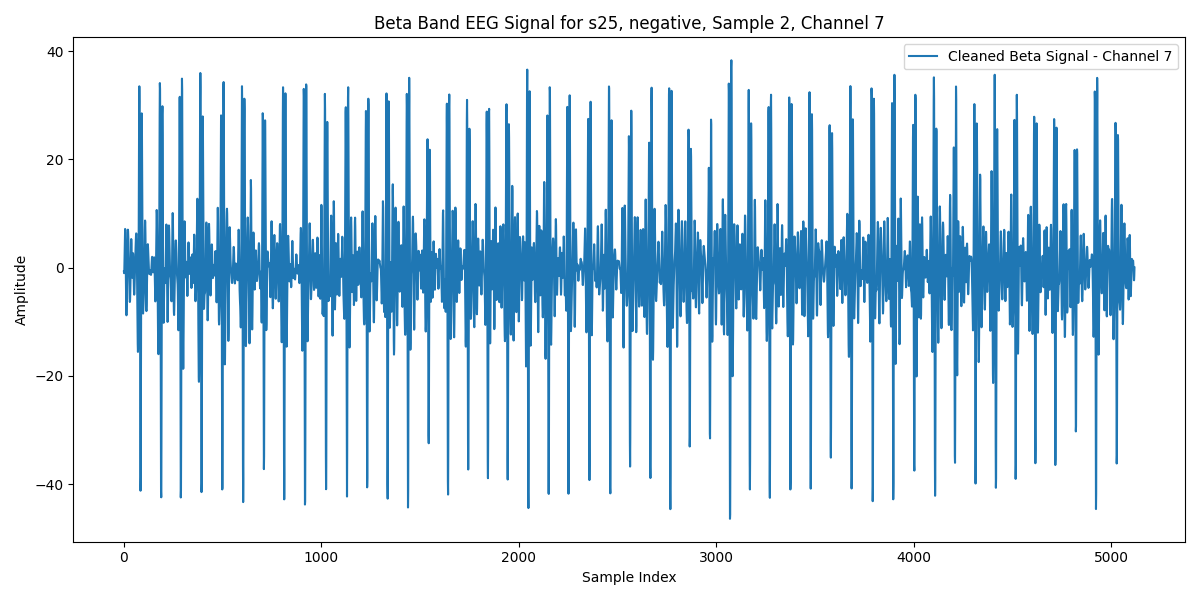 Beta Band EEG Signal for s25, negative, Sample 2, Channel 7
Cleaned Beta Signal - Channel 7
Amplitude
40
20
0
−20
−40
0 1000 2000 3000 4000 5000
Sample Index